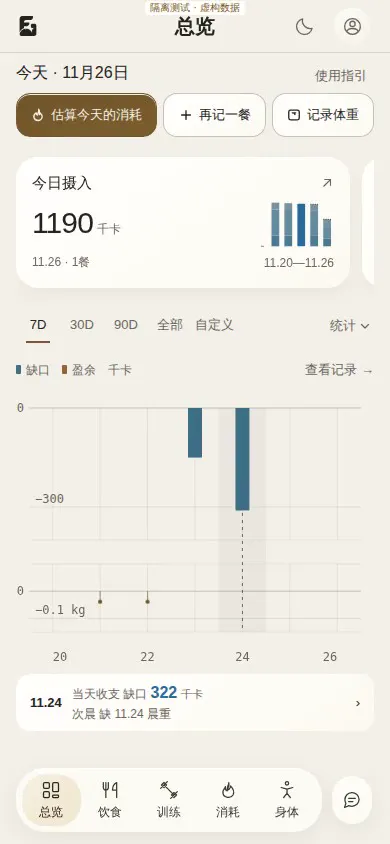 隔离测试 · 虚构数据
总览
今天 · 11月26日
使用指引
估算今天的消耗
再记一餐
记录体重
今日摄入
1190 千卡
11.26 · 1餐
11.20—11.26
7D 30D 90D 全部 自定义 统计
缺口 盈余 千卡 查看记录 →
0
−300
0
−0.1 kg
20 22 24 26
11.24 当天收支 缺口 322 千卡
次晨 缺 11.24 晨重
总览 饮食 训练 消耗 身体